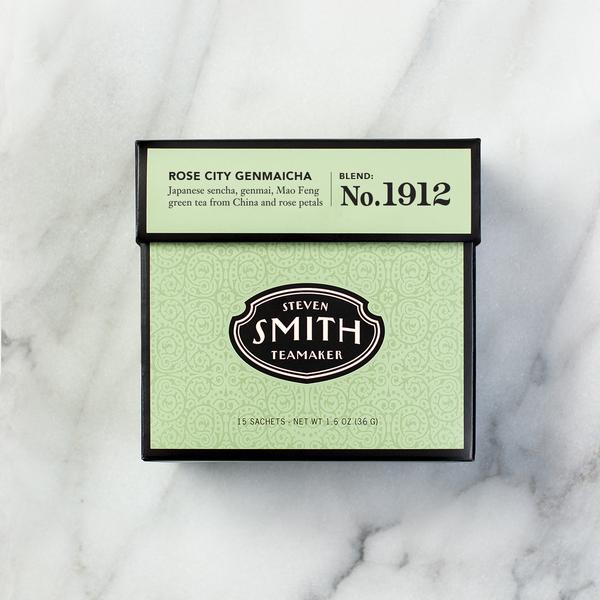 ROSE CITY GENMAICHA
Japanese sencha, genmai, Mao Feng
green tea from China and rose petals
BLEND:
No.1912
STEVEN
SMITH
TEAMAKER
15 SACHETS - NET WT 1.6 OZ (36 G)